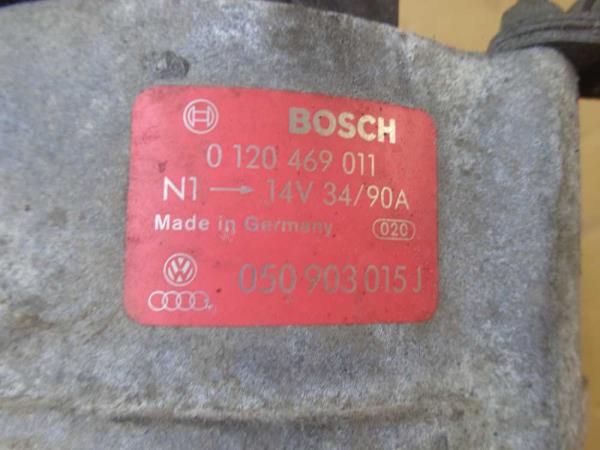 BOSCH
0 120 469 011
N1 → 14V 34/90A
Made in Germany 020
050 903 015 J